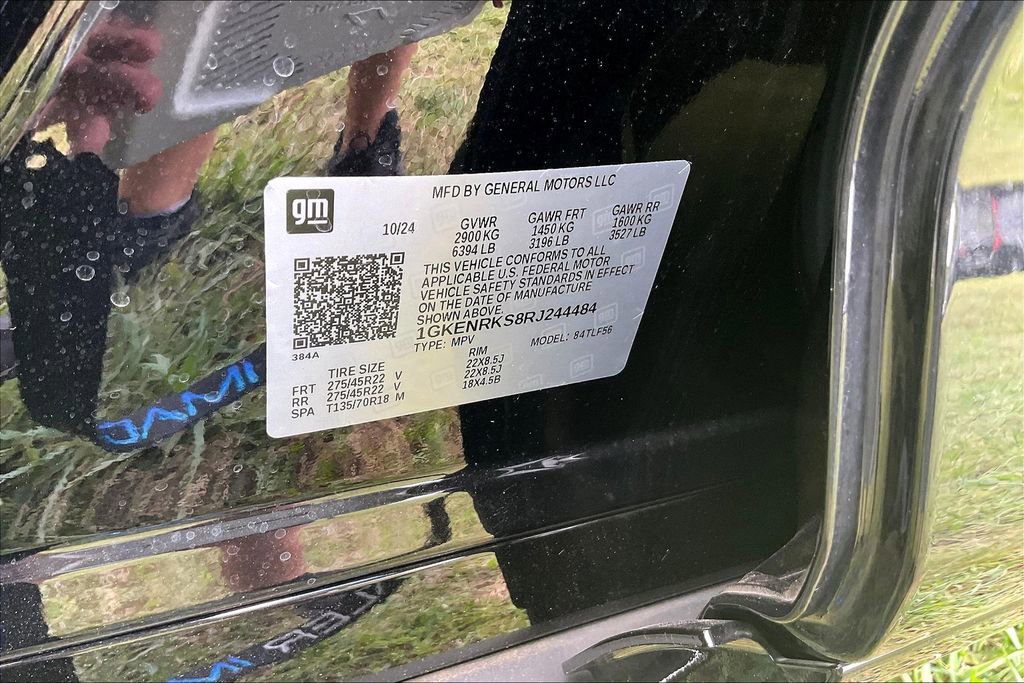 gm
MFD BY GENERAL MOTORS LLC
10/24
GVWR
2900 KG
6394 LB
GAWR FRT
1450 KG
3196 LB
GAWR RR
1600 KG
3527 LB
THIS VEHICLE CONFORMS TO ALL
APPLICABLE U.S. FEDERAL MOTOR
VEHICLE SAFETY STANDARDS IN EFFECT
ON THE DATE OF MANUFACTURE
SHOWN ABOVE.
1GKENRKS8RJ244484
TYPE: MPV MODEL: 84TLF56
384A
TIRE SIZE RIM
FRT 275/45R22 V 22X8.5J
RR 275/45R22 V 22X8.5J
SPA T135/70R18 M 18X4.5B